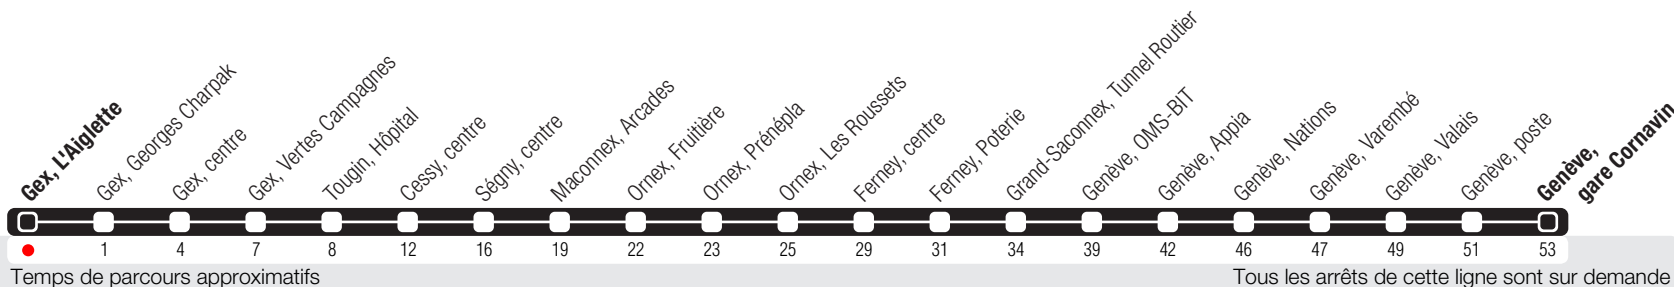 Gex, L'Aiglette
Gex, Georges Charpak
Gex, centre
Gex, Vertes Campagnes
Tougin, Hôpital
Cessy, centre
Ségny, centre
Maconnex, Arcades
Ornex, Fruitière
Ornex, Prénépla
Ornex, Les Roussets
Ferney, centre
Ferney, Poterie
Grand-Saconnex, Tunnel Routier
Genève, OMS-BIT
Genève, Appia
Genève, Nations
Genève, Varembé
Genève, Valais
Genève, poste
Genève,
gare Cornavin
1 4 7 8 12 16 19 22 23 25 29 31 34 39 42 46 47 49 51 53
Temps de parcours approximatifs
Tous les arrêts de cette ligne sont sur demande